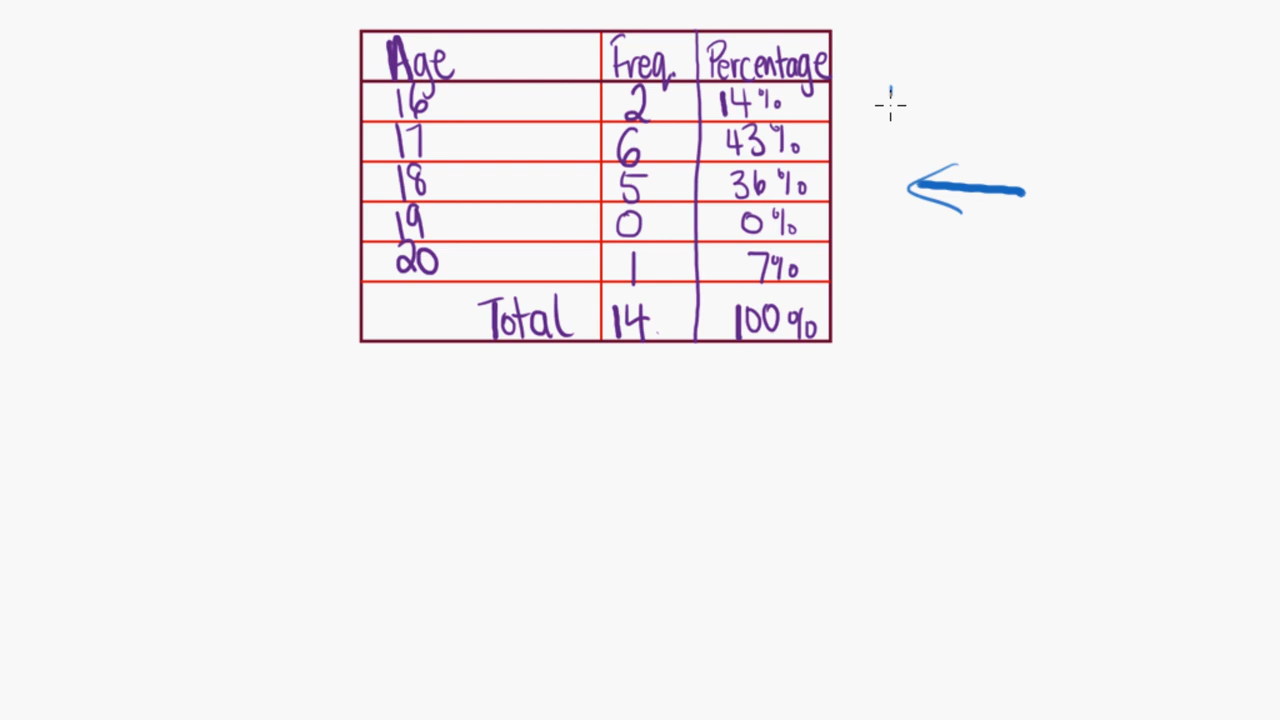 Age Freq. Percentage
16 2 14%
17 6 43%
18 5 36%
19 0 0%
20 1 7%
Total 14 100%